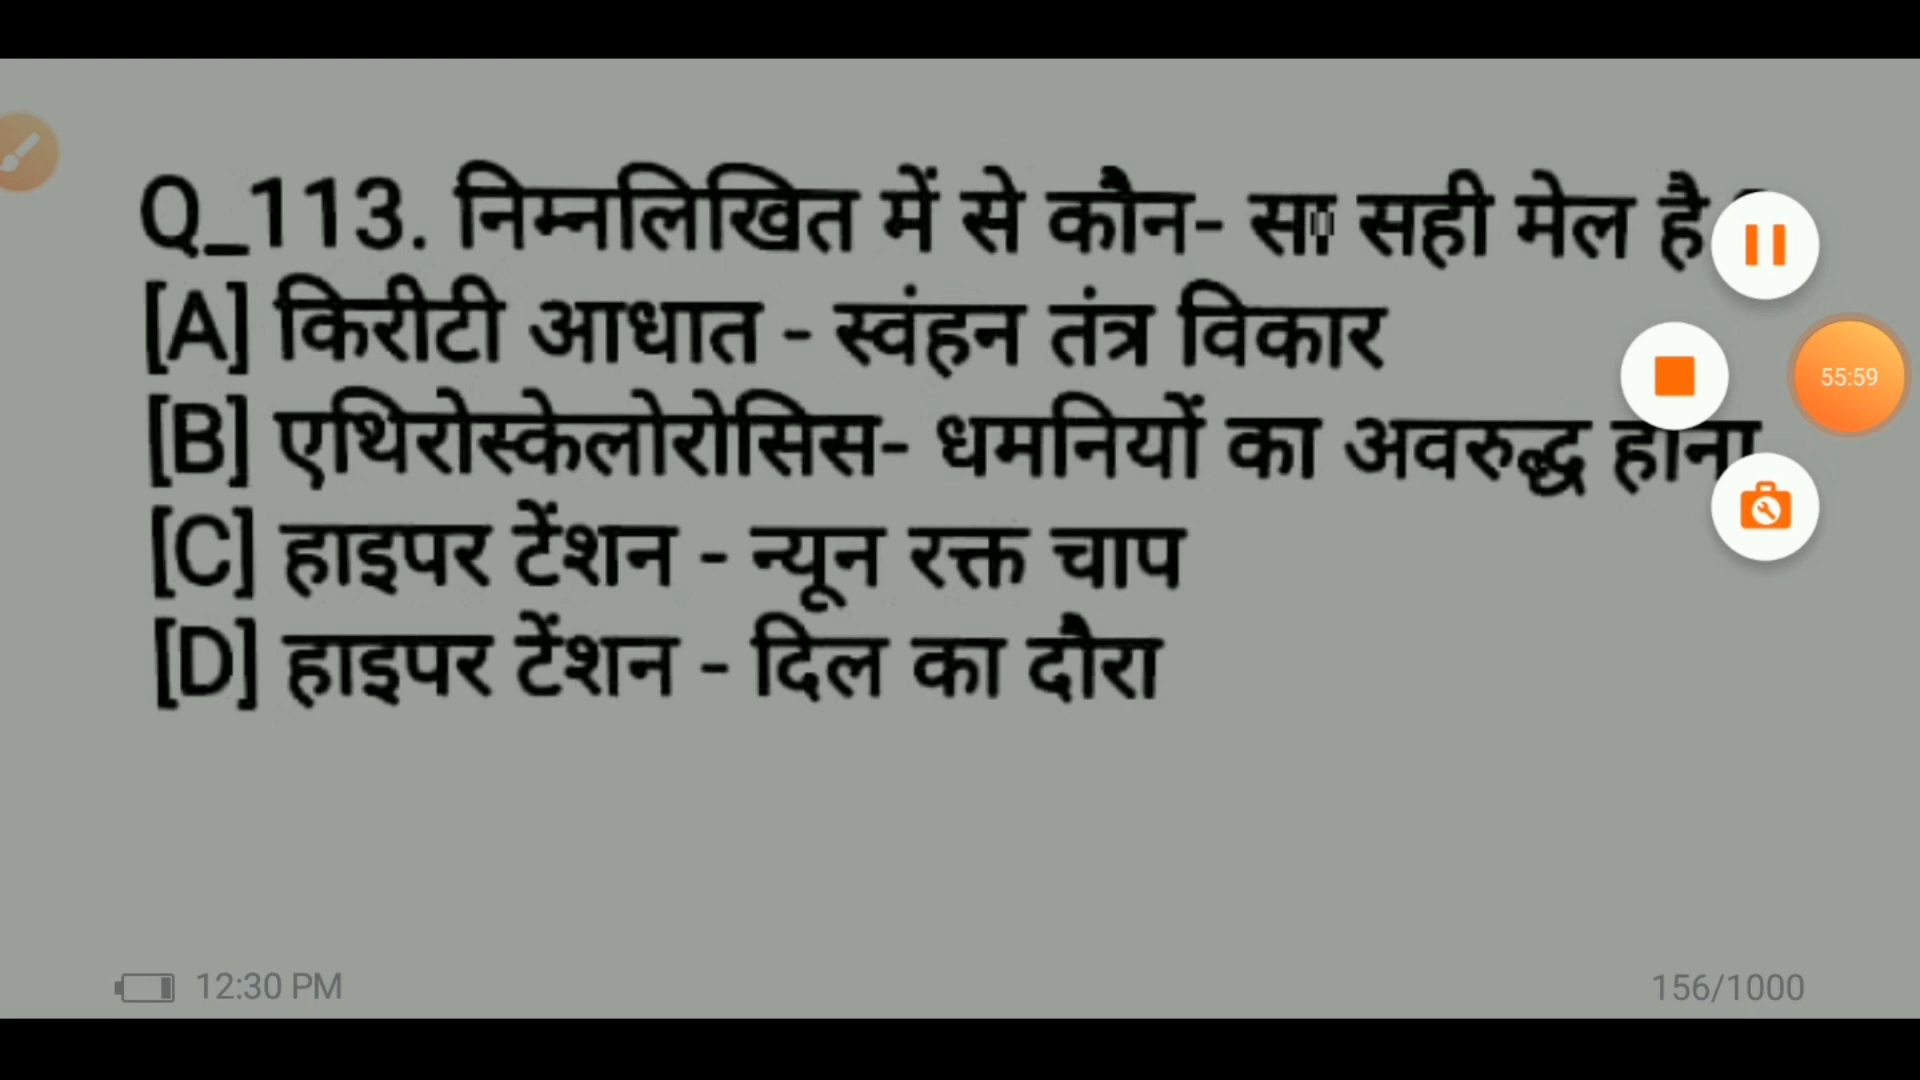 Q_113. निम्नलिखित में से कौन- सा सही मेल है
[A] किरीटी आधात - स्वंहन तंत्र विकार
55:59
[B] एथिरोस्केलोरोसिस- धमनियों का अवरुद्ध होना
[C] हाइपर टेंशन - न्यून रक्त चाप
[D] हाइपर टेंशन - दिल का दौरा
12:30 PM
156/1000